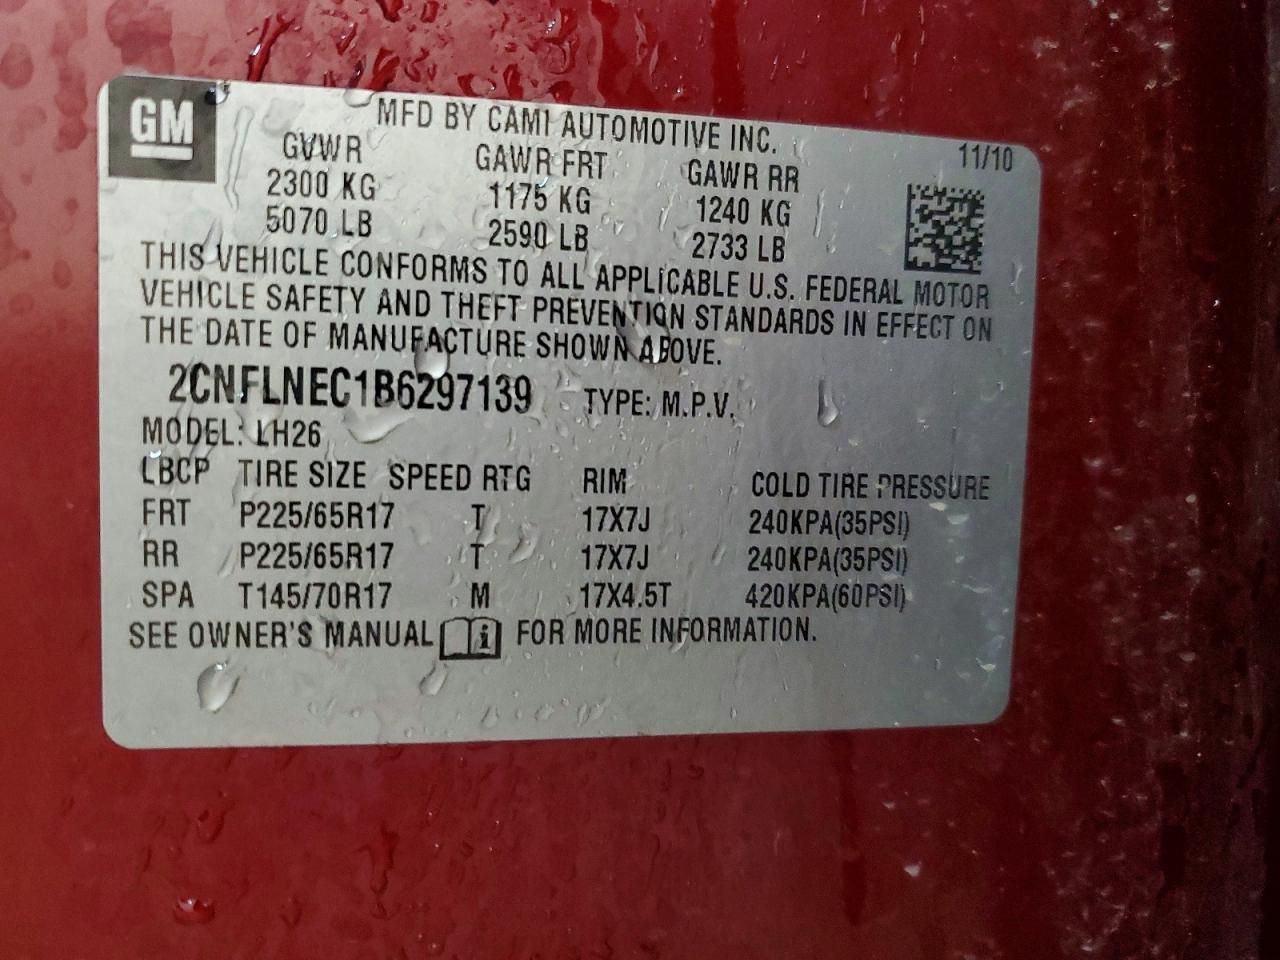 GM
MFD BY CAMI AUTOMOTIVE INC.
11/10
GVWR GAWR FRT GAWR RR
2300 KG 1175 KG 1240 KG
5070 LB 2590 LB 2733 LB
THIS VEHICLE CONFORMS TO ALL APPLICABLE U.S. FEDERAL MOTOR
VEHICLE SAFETY AND THEFT PREVENTION STANDARDS IN EFFECT ON
THE DATE OF MANUFACTURE SHOWN ABOVE.
2CNFLNEC1B6297139 TYPE: M.P.V.
MODEL: LH26
LBCP TIRE SIZE SPEED RTG RIM COLD TIRE PRESSURE
FRT P225/65R17 T 17X7J 240KPA(35PSI)
RR P225/65R17 T 17X7J 240KPA(35PSI)
SPA T145/70R17 M 17X4.5T 420KPA(60PSI)
SEE OWNER'S MANUAL i FOR MORE INFORMATION.